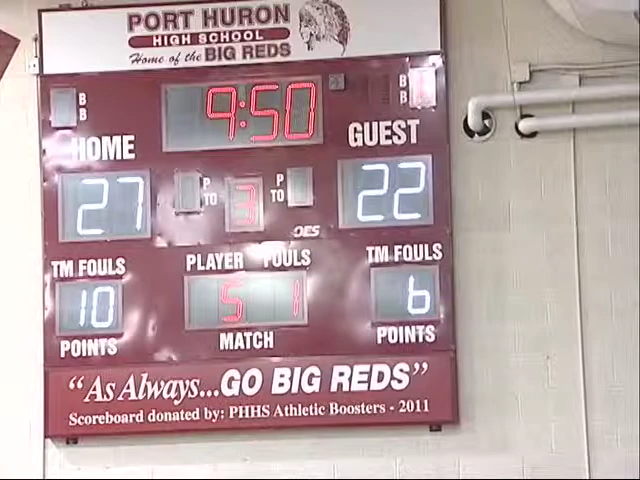 PORT HURON
HIGH SCHOOL
Home of the BIG REDS
9:50
B B
B B
HOME
GUEST
27
P TO
3
P TO
22
OES
TM FOULS
PLAYER FOULS
TM FOULS
10
5 1
6
POINTS
MATCH
POINTS
"As Always...GO BIG REDS"
Scoreboard donated by: PHHS Athletic Boosters - 2011